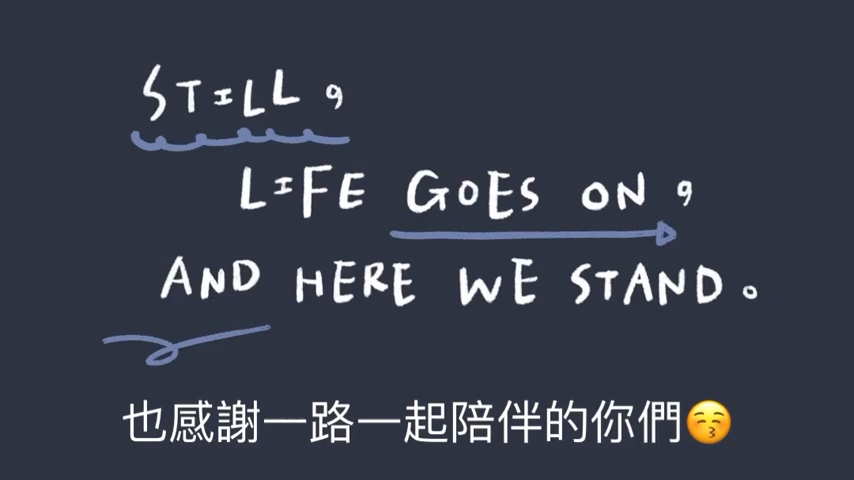 STILL,
LIFE GOES ON,
AND HERE WE STAND。
也感謝一路一起陪伴的你們😚